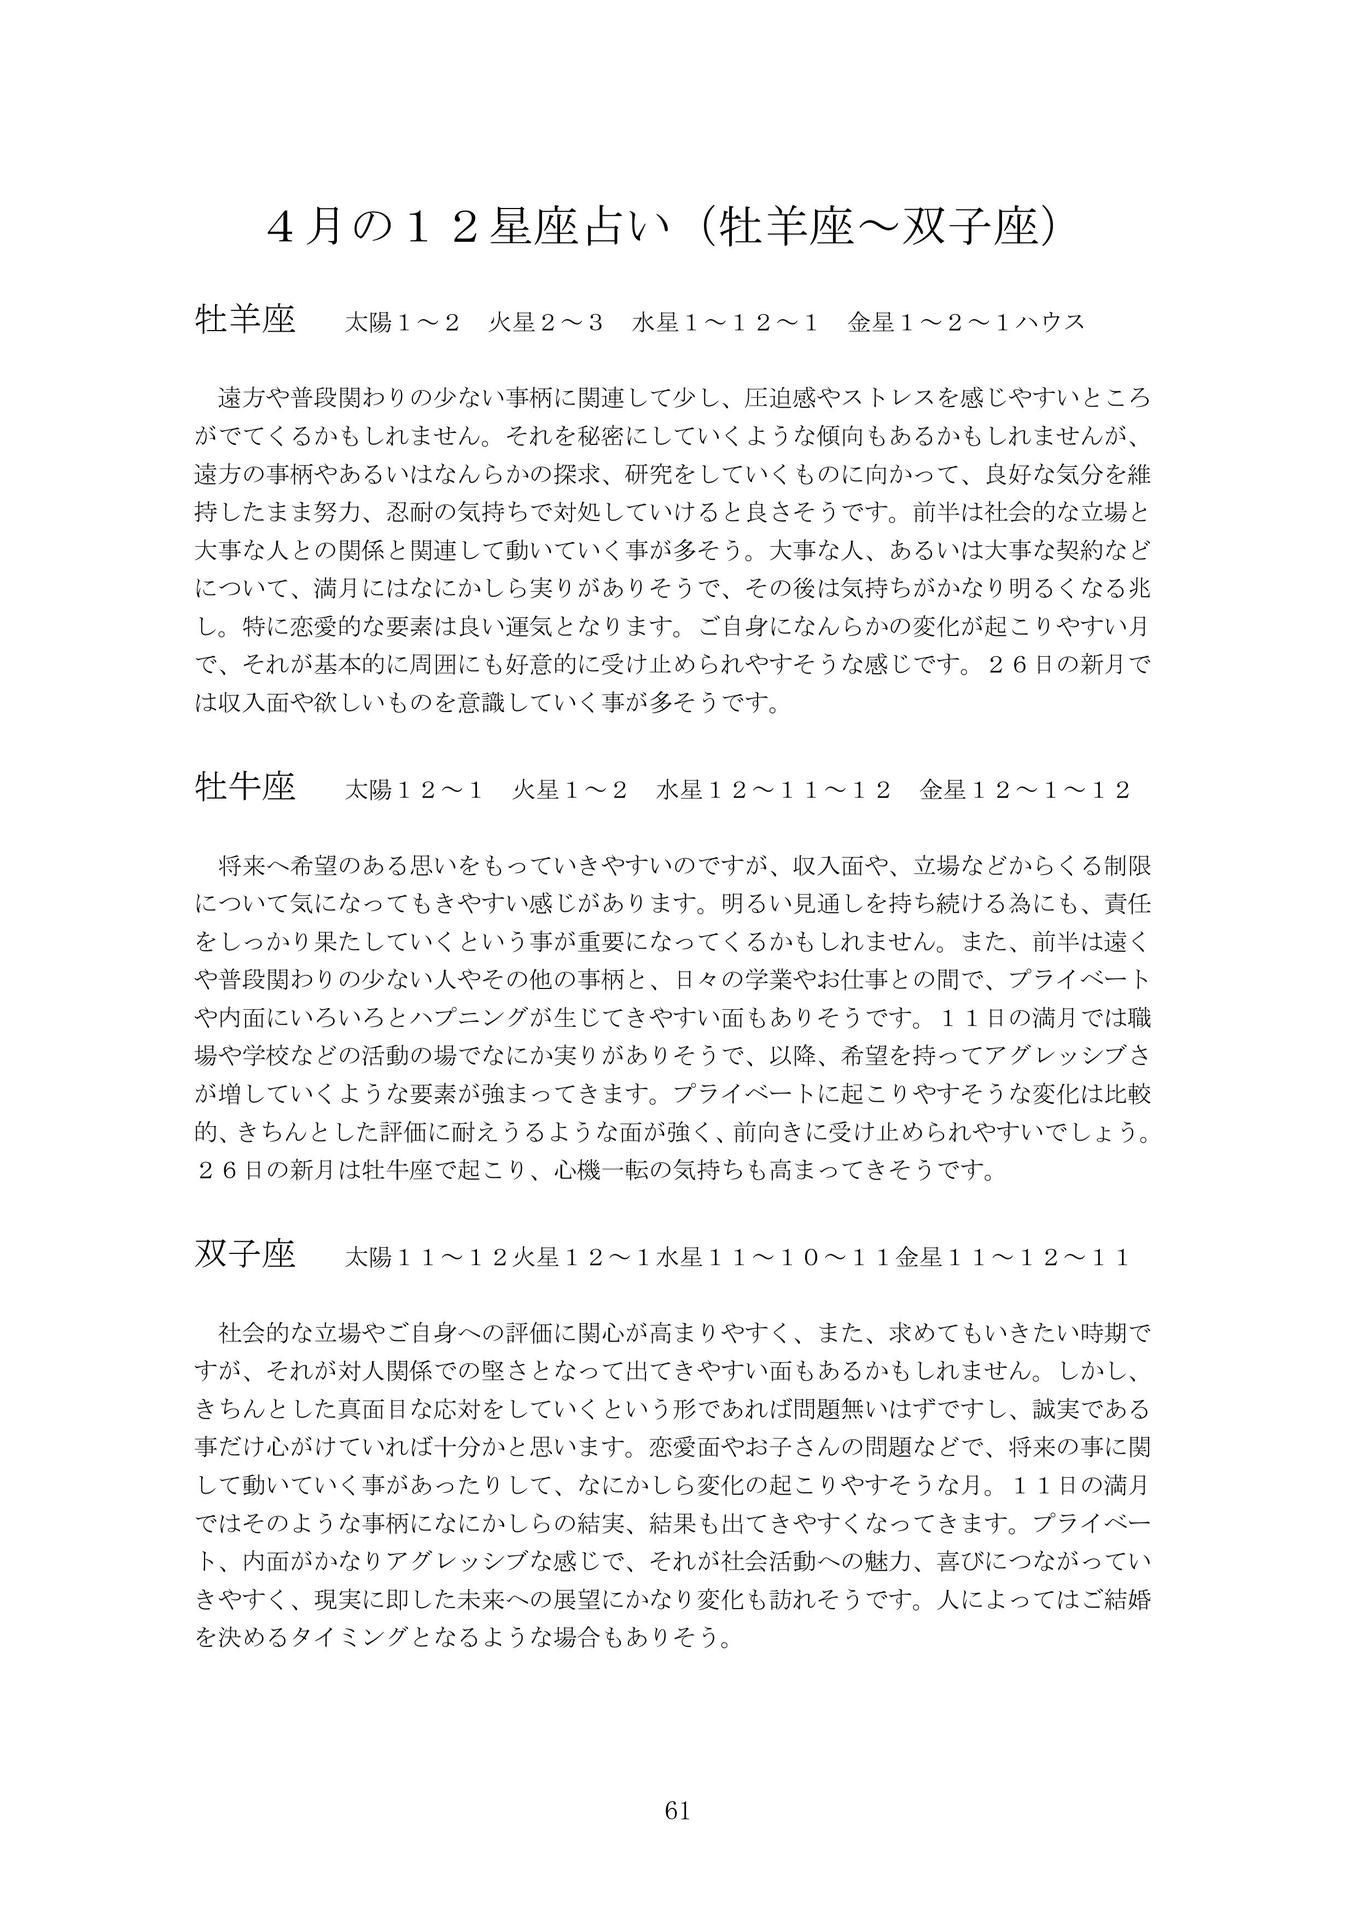 ４月の１２星座占い（牡羊座～双子座）
牡羊座　太陽１～２　火星２～３　水星１～１２～１　金星１～２～１ハウス
遠方や普段関わりの少ない事柄に関連して少し、圧迫感やストレスを感じやすいところ
がでてくるかもしれません。それを秘密にしていくような傾向もあるかもしれませんが、
遠方の事柄やあるいはなんらかの探求、研究をしていくものに向かって、良好な気分を維
持したまま努力、忍耐の気持ちで対処していけると良さそうです。前半は社会的な立場と
大事な人との関係と関連して動いていく事が多そう。大事な人、あるいは大事な契約など
について、満月にはなにかしら実りがありそうで、その後は気持ちがかなり明るくなる兆
し。特に恋愛的な要素は良い運気となります。ご自身になんらかの変化が起こりやすい月
で、それが基本的に周囲にも好意的に受け止められやすそうな感じです。２６日の新月で
は収入面や欲しいものを意識していく事が多そうです。
牡牛座　太陽１２～１　火星１～２　水星１２～１１～１２　金星１２～１～１２
将来へ希望のある思いをもっていきやすいのですが、収入面や、立場などからくる制限
について気になってもきやすい感じがあります。明るい見通しを持ち続ける為にも、責任
をしっかり果たしていくという事が重要になってくるかもしれません。また、前半は遠く
や普段関わりの少ない人やその他の事柄と、日々の学業やお仕事との間で、プライベート
や内面にいろいろとハプニングが生じてきやすい面もありそうです。１１日の満月では職
場や学校などの活動の場でなにか実りがありそうで、以降、希望を持ってアグレッシブさ
が増していくような要素が強まってきます。プライベートに起こりやすそうな変化は比較
的、きちんとした評価に耐えうるような面が強く、前向きに受け止められやすいでしょう。
２６日の新月は牡牛座で起こり、心機一転の気持ちも高まってきそうです。
双子座　太陽１１～１２火星１２～１水星１１～１０～１１金星１１～１２～１１
社会的な立場やご自身への評価に関心が高まりやすく、また、求めてもいきたい時期で
すが、それが対人関係での堅さとなって出てきやすい面もあるかもしれません。しかし、
きちんとした真面目な応対をしていくという形であれば問題無いはずですし、誠実である
事だけ心がけていれば十分かと思います。恋愛面やお子さんの問題などで、将来の事に関
して動いていく事があったりして、なにかしら変化の起こりやすそうな月。１１日の満月
ではそのような事柄になにかしらの結実、結果も出てきやすくなってきます。プライベー
ト、内面がかなりアグレッシブな感じで、それが社会活動への魅力、喜びにつながってい
きやすく、現実に即した未来への展望にかなり変化も訪れそうです。人によってはご結婚
を決めるタイミングとなるような場合もありそう。
61